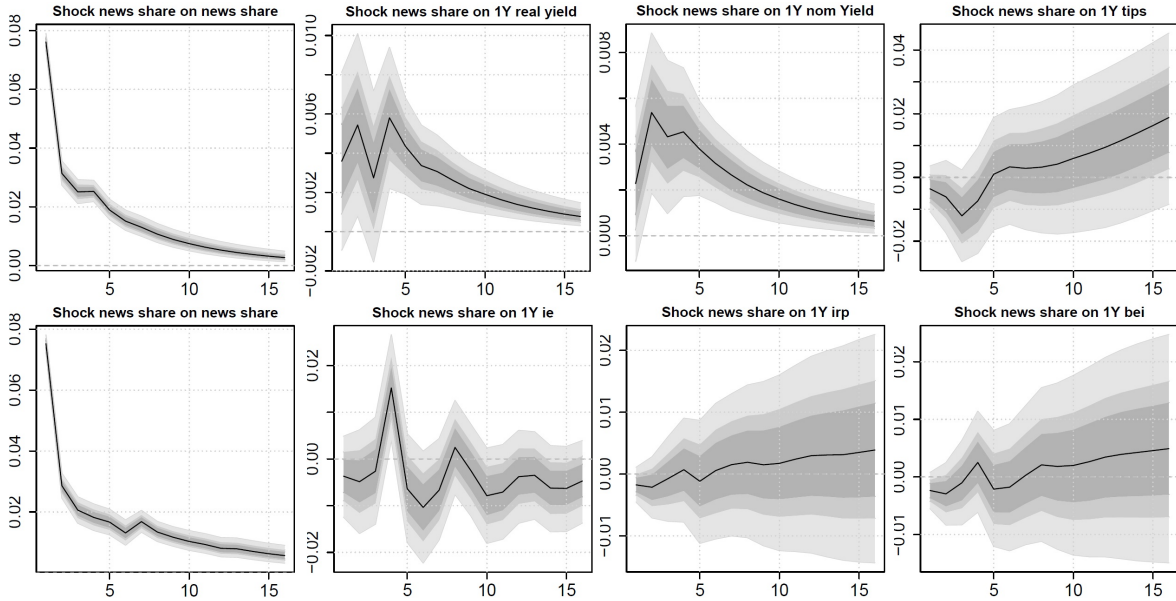 Shock news share on news share
Shock news share on 1Y real yield
Shock news share on 1Y nom Yield
Shock news share on 1Y tips
0.08
0.06
0.04
0.02
0.00
0.010
0.006
0.002
−0.002
0.008
0.004
0.000
0.04
0.02
0.00
−0.02
5 10 15
5 10 15
5 10 15
5 10 15
Shock news share on news share
Shock news share on 1Y ie
Shock news share on 1Y irp
Shock news share on 1Y bei
0.08
0.06
0.04
0.02
0.02
0.00
−0.02
0.02
0.01
0.00
−0.01
0.02
0.01
0.00
−0.01
5 10 15
5 10 15
5 10 15
5 10 15